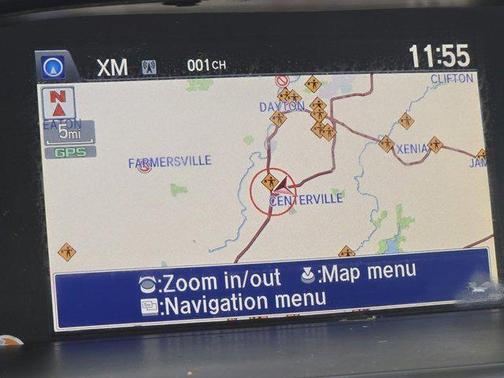 XM 001CH 11:55
CLIFTON
N
DAYTON
EATON
5mi
GPS
XENIA
FARMERSVILLE
JAM
CENTERVILLE
:Zoom in/out :Map menu
:Navigation menu